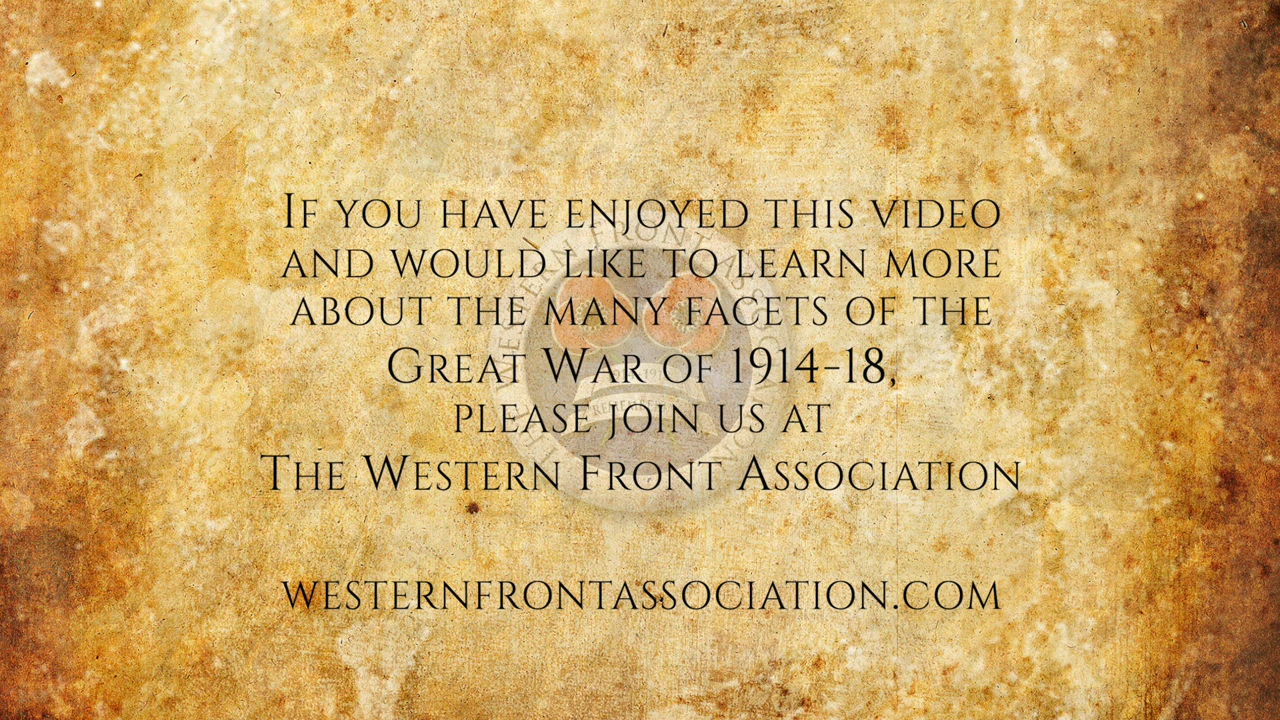 If you have enjoyed this video
and would like to learn more
about the many facets of the
Great War of 1914-18,
please join us at
The Western Front Association
westernfrontassociation.com